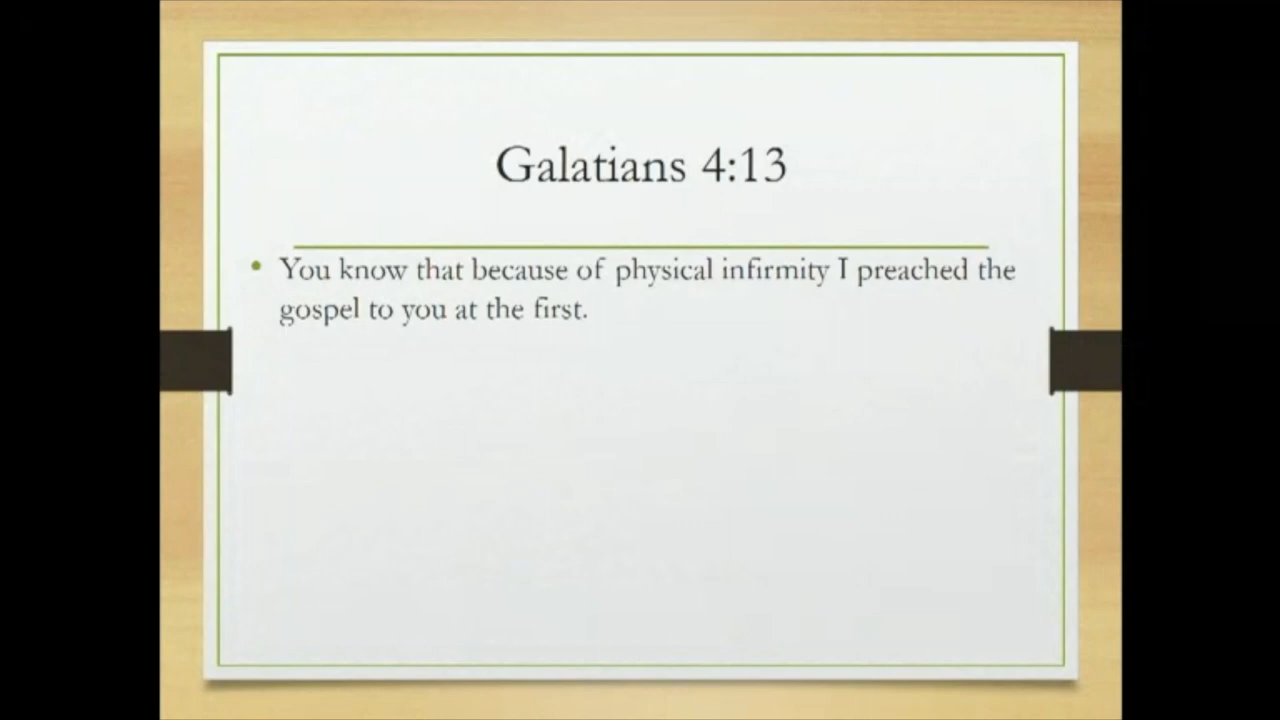 Galatians 4:13
• You know that because of physical infirmity I preached the
gospel to you at the first.